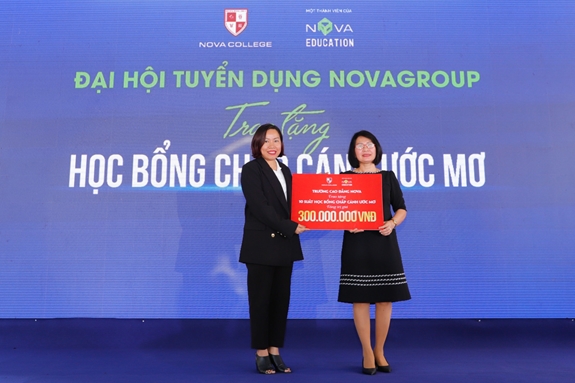 NOVA COLLEGE
MỘT THÀNH VIÊN CỦA
NOVA
EDUCATION
ĐẠI HỘI TUYỂN DỤNG NOVAGROUP
Trao tặng
HỌC BỔNG CÁNH ƯỚC MƠ
TRƯỜNG CAO ĐẲNG NOVA
Trao tặng
SUẤT HỌC BỔNG CHẮP CÁNH ƯỚC MƠ
Tổng trị giá
300.000.000 VNĐ